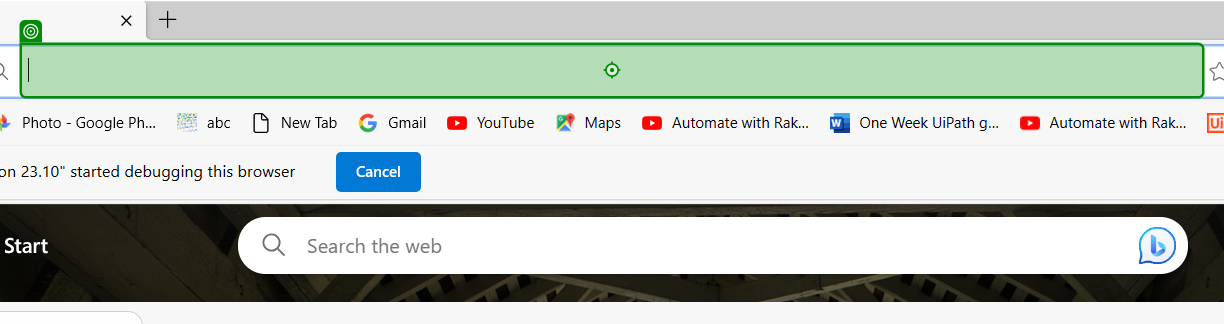 Photo - Google Ph... abc New Tab Gmail YouTube Maps Automate with Rak... One Week UiPath g... Automate with Rak... Ui
on 23.10" started debugging this browser Cancel
Start Search the web